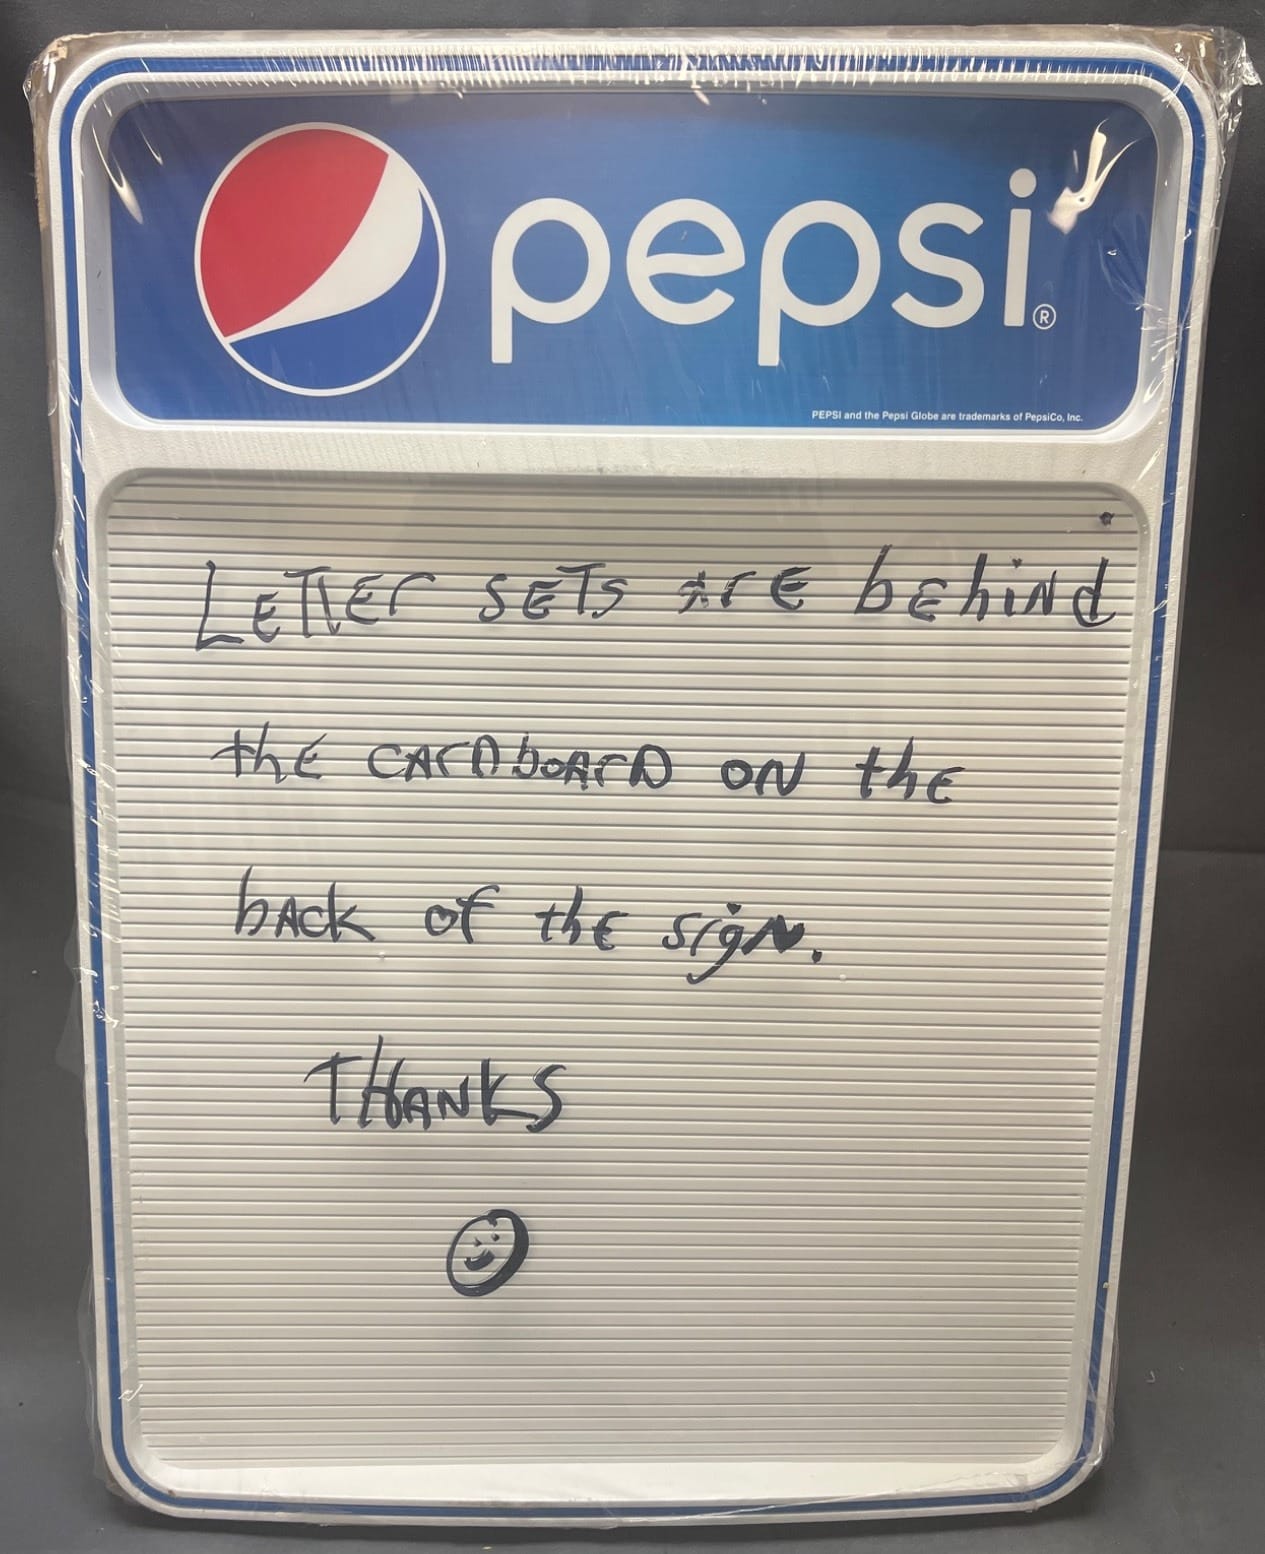 pepsi®
PEPSI and the Pepsi Globe are trademarks of PepsiCo, Inc.
LETTER SETS ArE behiNd
thE CArDboArD ON thE
bACk of thE sigN.
THANKS